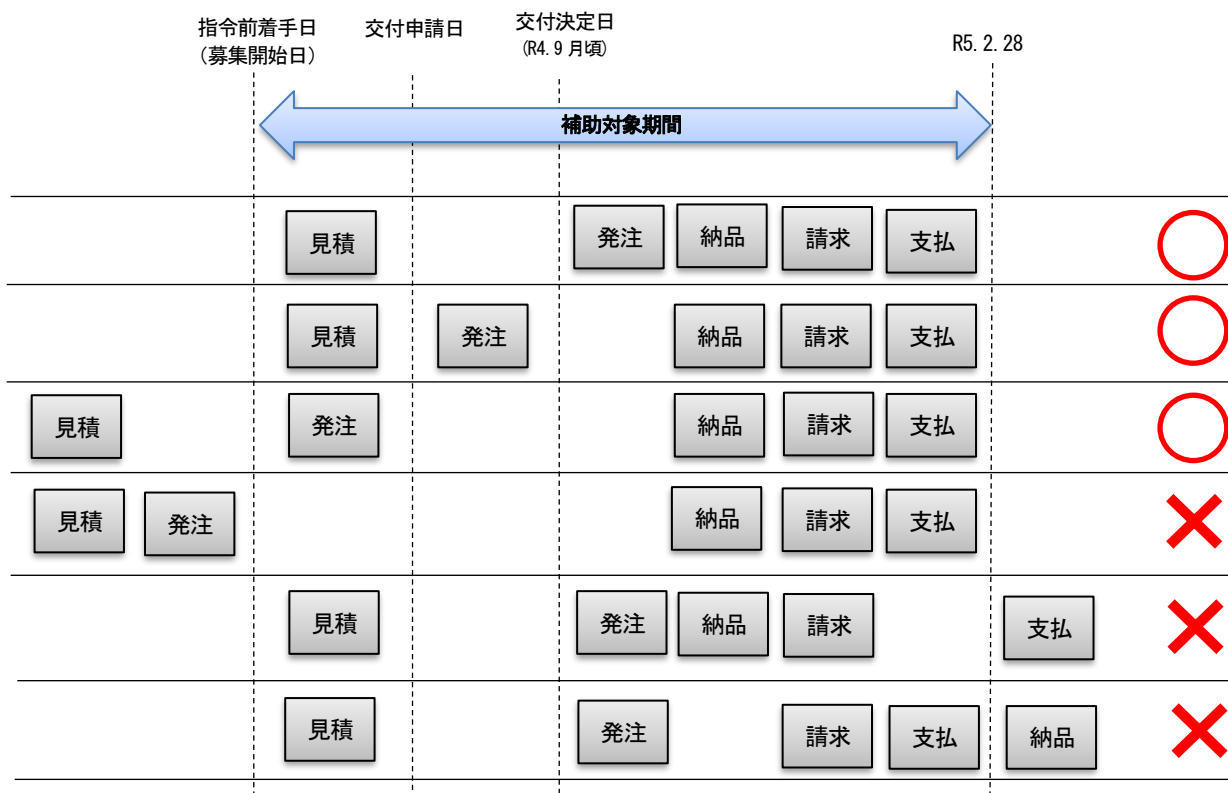 指令前着手日
（募集開始日）
交付申請日
交付決定日
(R4.9月頃)
R5.2.28
補助対象期間
見積 発注 納品 請求 支払
見積 発注 納品 請求 支払
見積 発注 納品 請求 支払
見積 発注 納品 請求 支払
見積 発注 納品 請求 支払
見積 発注 請求 支払 納品